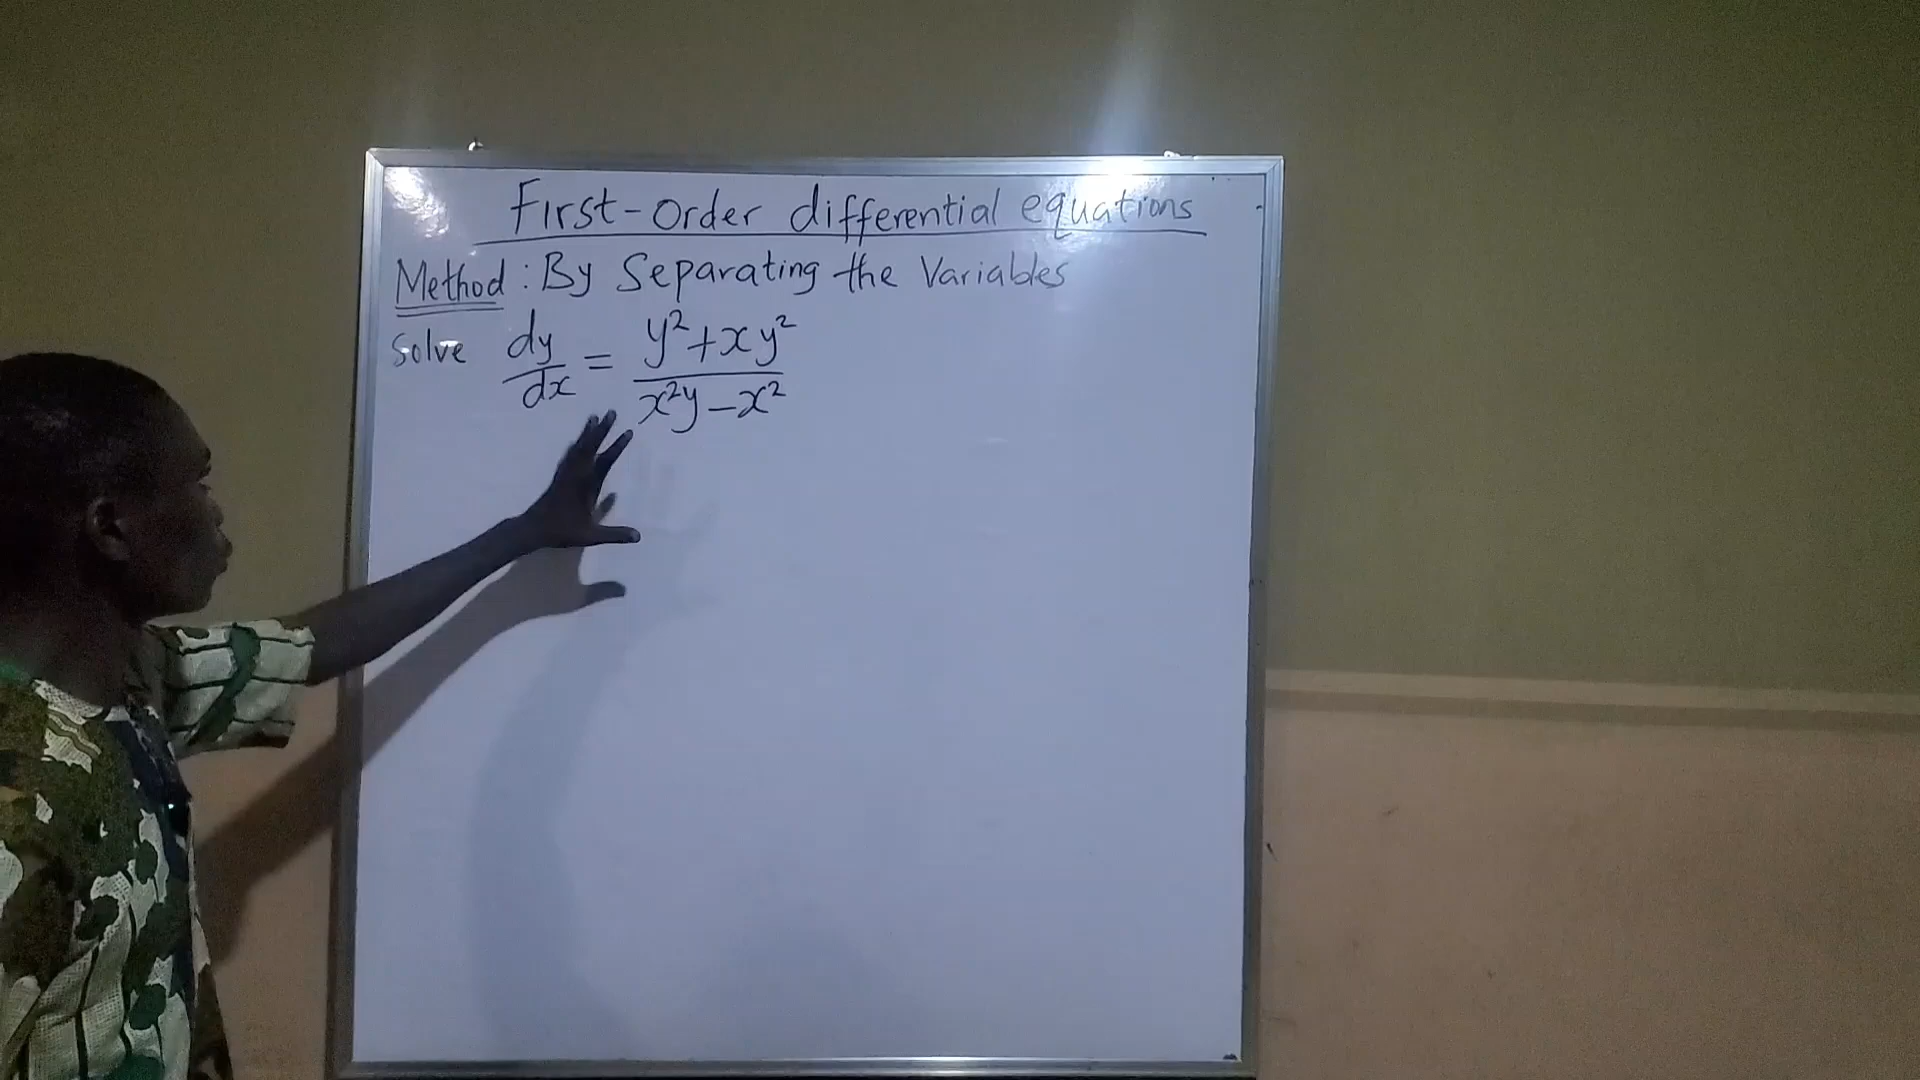 First-Order differential equations
Method: By Separating the Variables
Solve dy/dx = (y²+xy²)/(x²y-x²)